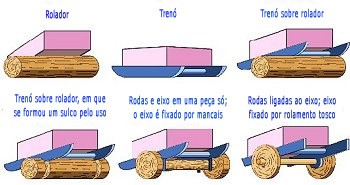 Rolador
Trenó
Trenó sobre rolador
Trenó sobre rolador, em que
se formou um sulco pelo uso
Rodas e eixo em uma peça só;
o eixo é fixado por mancais
Rodas ligadas ao eixo; eixo
fixado por rolamento tosco